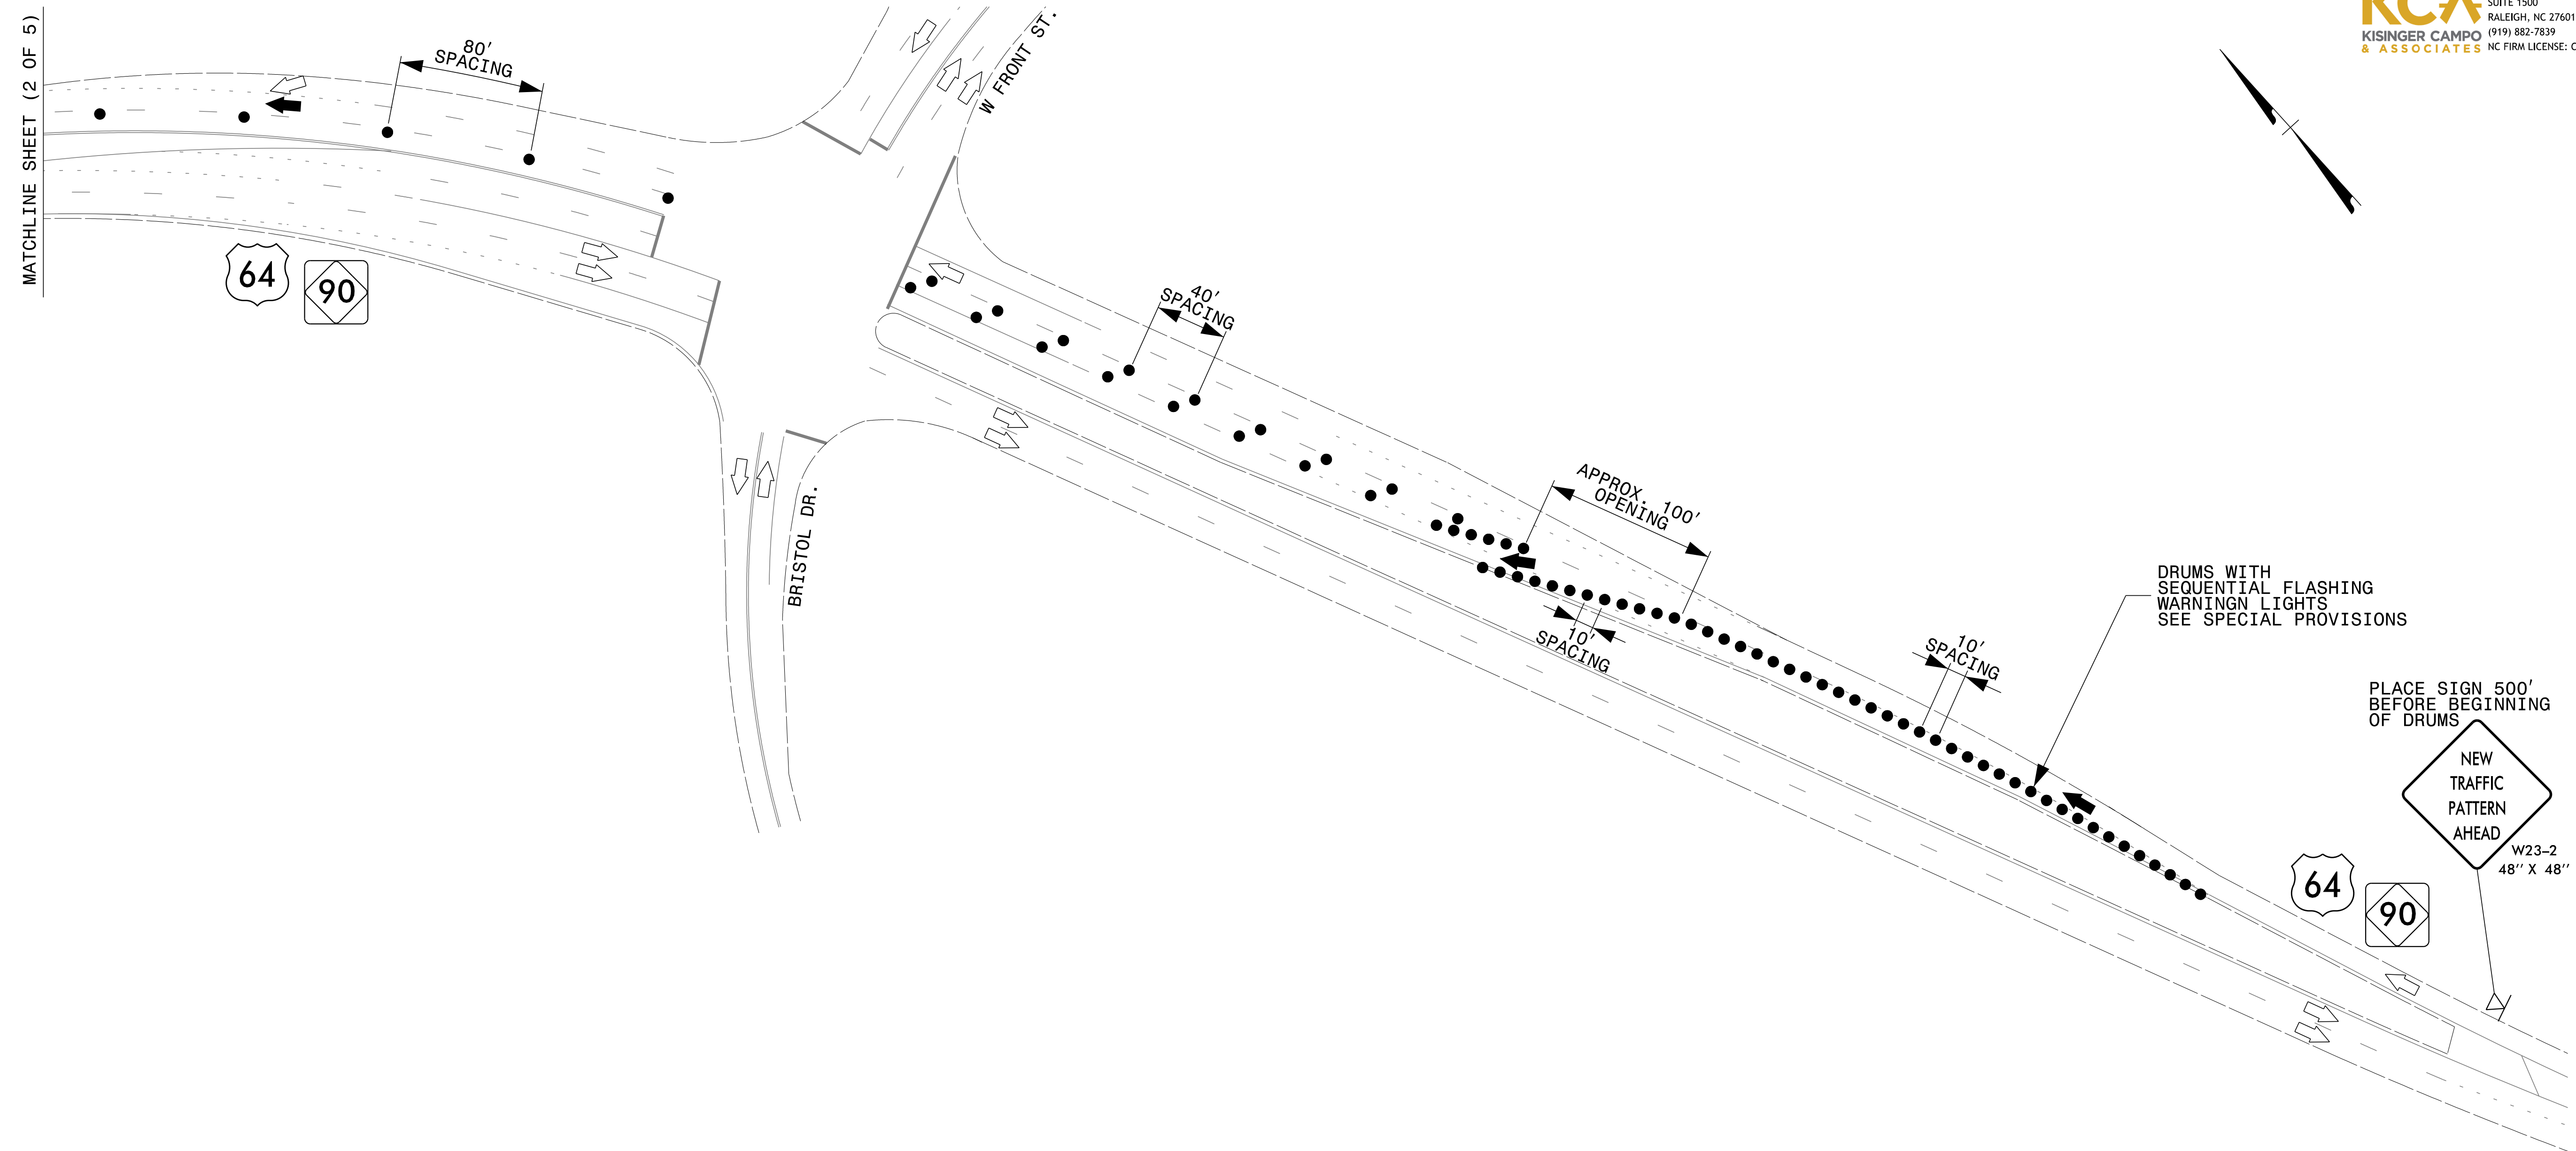 MATCHLINE SHEET (2 OF 5)
80'
SPACING
W FRONT ST.
KCA
KISINGER CAMPO
& ASSOCIATES
SUITE 1500
RALEIGH, NC 27601
(919) 882-7839
NC FIRM LICENSE: C
64
90
40'
SPACING
BRISTOL DR.
APPROX. 100'
OPENING
10'
SPACING
10'
SPACING
DRUMS WITH
SEQUENTIAL FLASHING
WARNINGN LIGHTS
SEE SPECIAL PROVISIONS
PLACE SIGN 500'
BEFORE BEGINNING
OF DRUMS
NEW
TRAFFIC
PATTERN
AHEAD
W23-2
48" X 48"
64
90